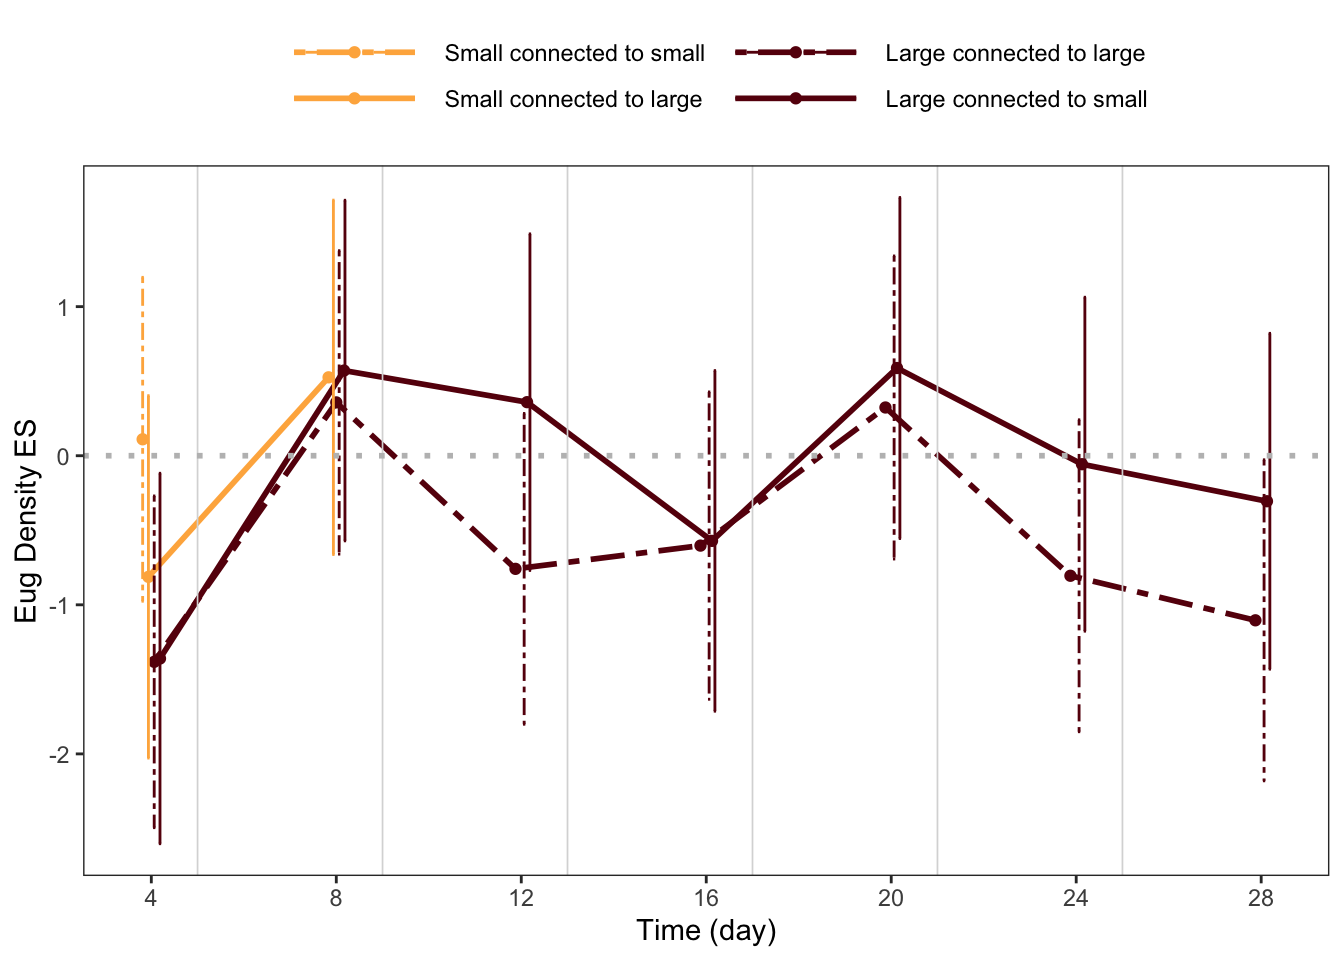 Small connected to small
Large connected to large
Small connected to large
Large connected to small
Eug Density ES
1
0
-1
-2
4
8
12
16
20
24
28
Time (day)